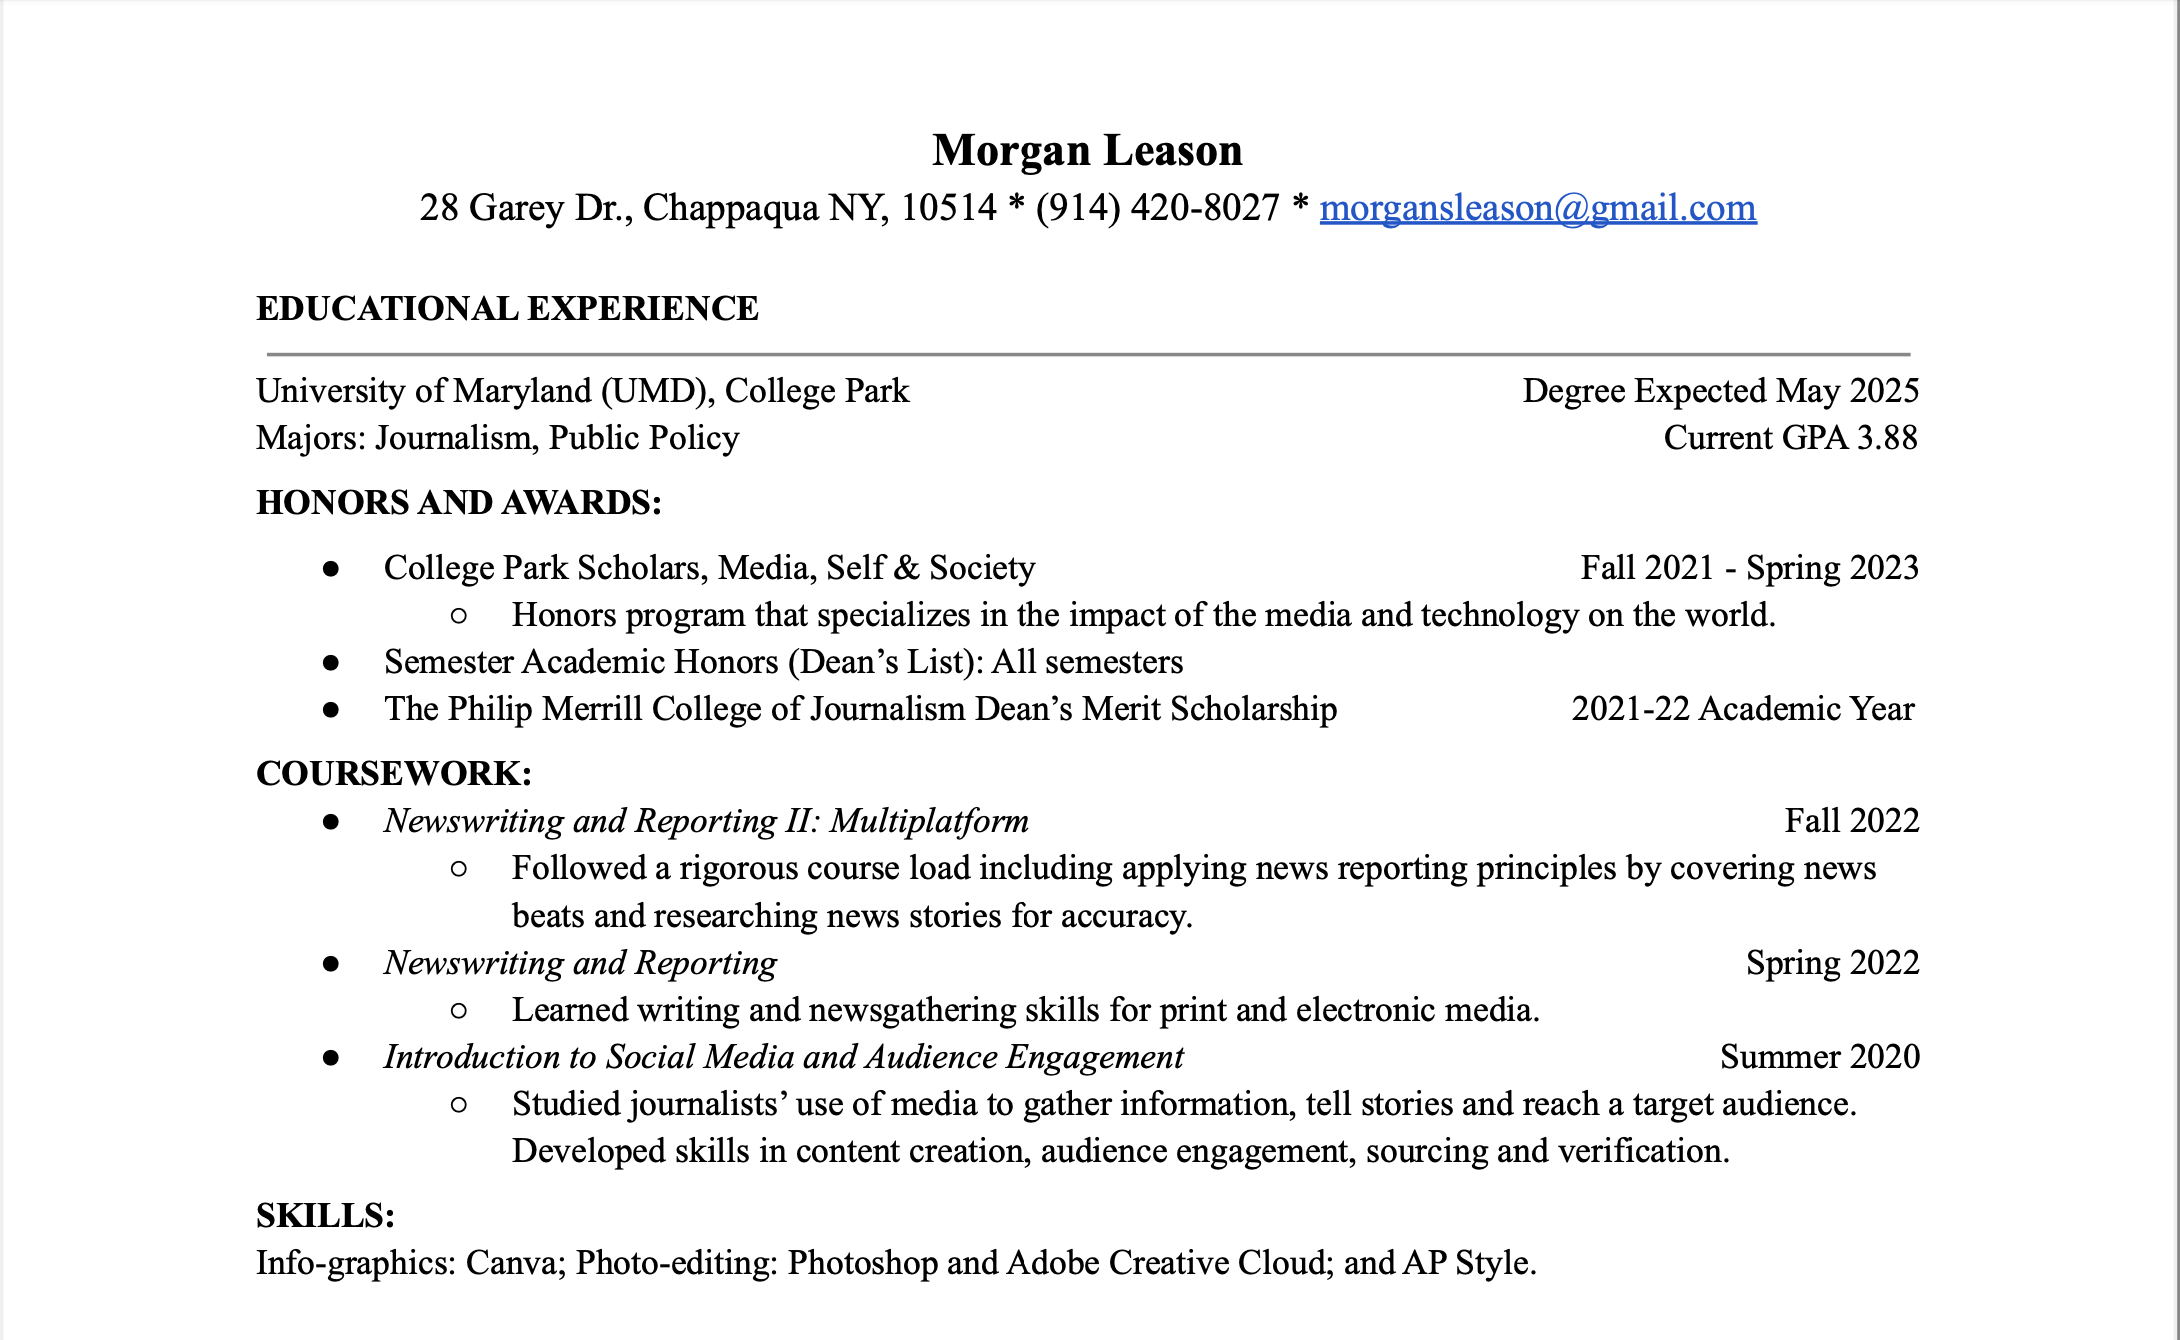 Morgan Leason
28 Garey Dr., Chappaqua NY, 10514 * (914) 420-8027 * morgansleason@gmail.com
EDUCATIONAL EXPERIENCE
University of Maryland (UMD), College Park Degree Expected May 2025
Majors: Journalism, Public Policy Current GPA 3.88
HONORS AND AWARDS:
● College Park Scholars, Media, Self & Society Fall 2021 - Spring 2023
○ Honors program that specializes in the impact of the media and technology on the world.
● Semester Academic Honors (Dean’s List): All semesters
● The Philip Merrill College of Journalism Dean’s Merit Scholarship 2021-22 Academic Year
COURSEWORK:
● Newswriting and Reporting II: Multiplatform Fall 2022
○ Followed a rigorous course load including applying news reporting principles by covering news
beats and researching news stories for accuracy.
● Newswriting and Reporting Spring 2022
○ Learned writing and newsgathering skills for print and electronic media.
● Introduction to Social Media and Audience Engagement Summer 2020
○ Studied journalists’ use of media to gather information, tell stories and reach a target audience.
Developed skills in content creation, audience engagement, sourcing and verification.
SKILLS:
Info-graphics: Canva; Photo-editing: Photoshop and Adobe Creative Cloud; and AP Style.